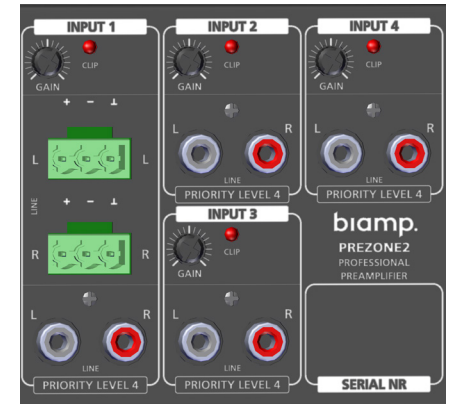 INPUT 1
CLIP
GAIN
+ − ⊥
L
L
LINE
+ − ⊥
R
R
L
R
LINE
PRIORITY LEVEL 4
INPUT 2
CLIP
GAIN
L
R
LINE
PRIORITY LEVEL 4
INPUT 3
CLIP
GAIN
L
R
LINE
PRIORITY LEVEL 4
INPUT 4
CLIP
GAIN
L
R
LINE
PRIORITY LEVEL 4
biamp.
PREZONE2
PROFESSIONAL
PREAMPLIFIER
SERIAL NR